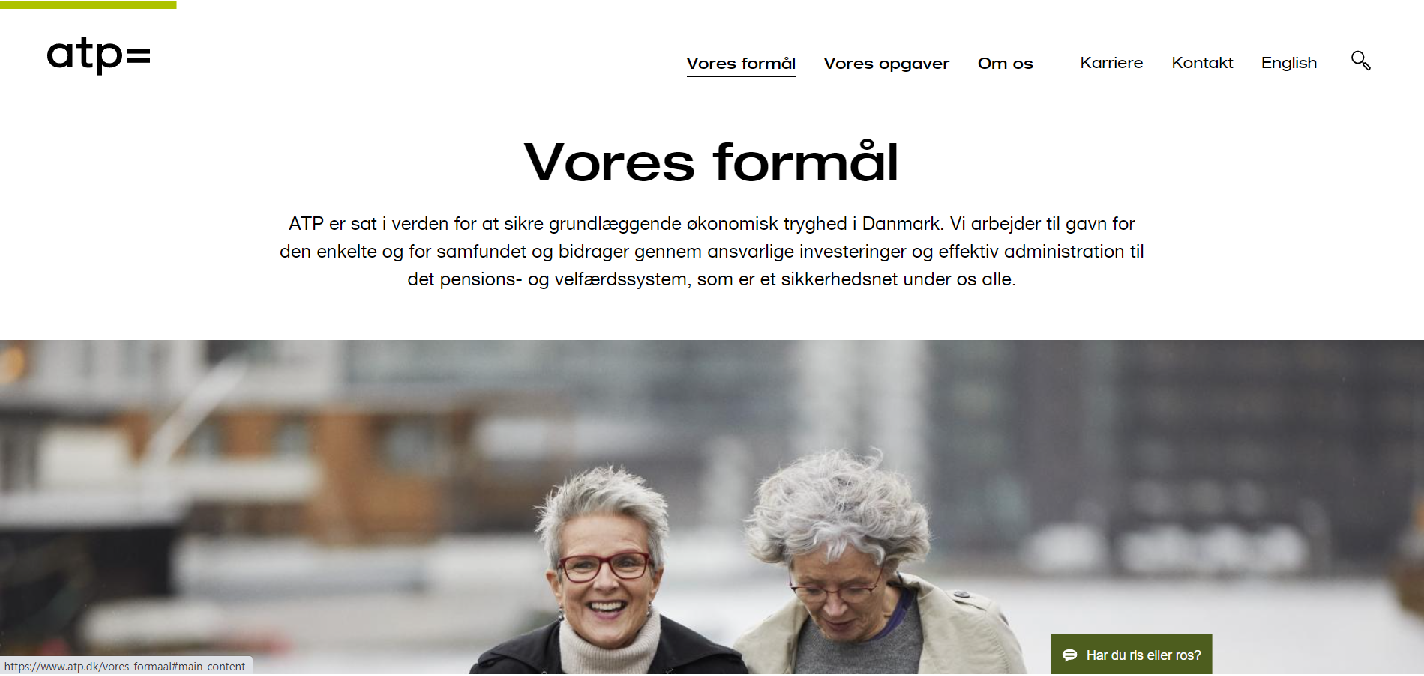 atp=
Vores formål
Vores opgaver
Om os
Karriere
Kontakt
English
Vores formål
ATP er sat i verden for at sikre grundlæggende økonomisk tryghed i Danmark. Vi arbejder til gavn for
den enkelte og for samfundet og bidrager gennem ansvarlige investeringer og effektiv administration til
det pensions- og velfærdssystem, som er et sikkerhedsnet under os alle.
Har du ris eller ros?
https://www.atp.dk/vores-formaal#main-content